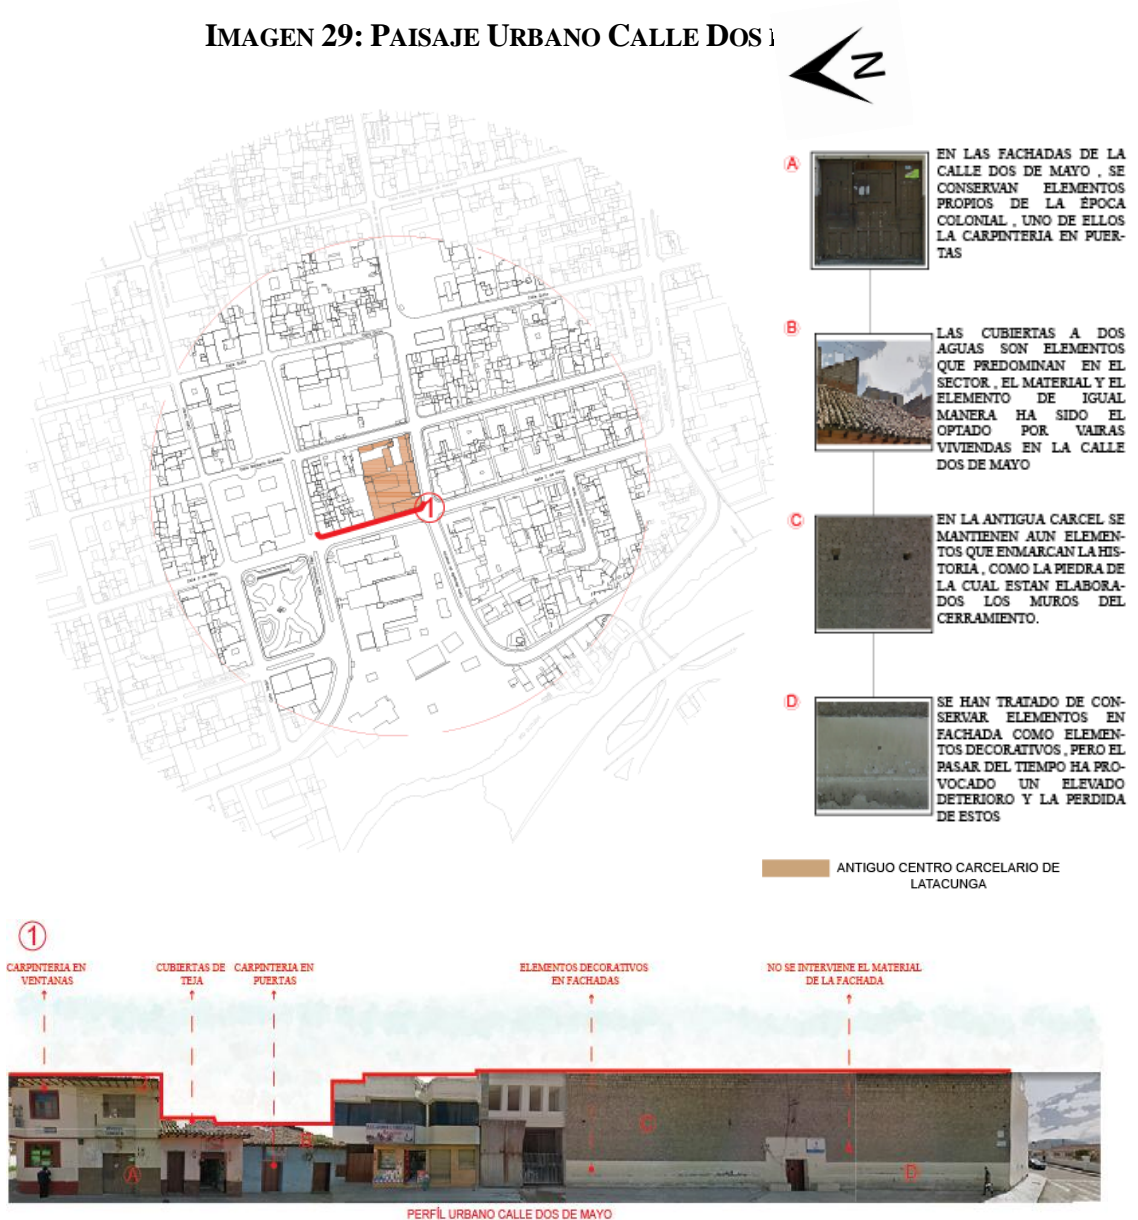 IMAGEN 29: PAISAJE URBANO CALLE DOS
N
A
EN LAS FACHADAS DE LA
CALLE DOS DE MAYO , SE
CONSERVAN ELEMENTOS
PROPIOS DE LA ÉPOCA
COLONIAL , UNO DE ELLOS
LA CARPINTERIA EN PUER-
TAS
B
LAS CUBIERTAS A DOS
AGUAS SON ELEMENTOS
QUE PREDOMINAN EN EL
SECTOR , EL MATERIAL Y EL
ELEMENTO DE IGUAL
MANERA HA SIDO EL
OPTADO POR VAIRAS
VIVIENDAS EN LA CALLE
DOS DE MAYO
C
EN LA ANTIGUA CARCEL SE
MANTIENEN AUN ELEMEN-
TOS QUE ENMARCAN LA HIS-
TORIA , COMO LA PIEDRA DE
LA CUAL ESTAN ELABORA-
DOS LOS MUROS DEL
CERRAMIENTO.
D
SE HAN TRATADO DE CON-
SERVAR ELEMENTOS EN
FACHADA COMO ELEMEN-
TOS DECORATIVOS , PERO EL
PASAR DEL TIEMPO HA PRO-
VOCADO UN ELEVADO
DETERIORO Y LA PERDIDA
DE ESTOS
1
ANTIGUO CENTRO CARCELARIO DE
LATACUNGA
1
CARPINTERIA EN
VENTANAS
CUBIERTAS DE
TEJA
CARPINTERIA EN
PUERTAS
ELEMENTOS DECORATIVOS
EN FACHADAS
NO SE INTERVIENE EL MATERIAL
DE LA FACHADA
A
B
C
D
PERFÍL URBANO CALLE DOS DE MAYO